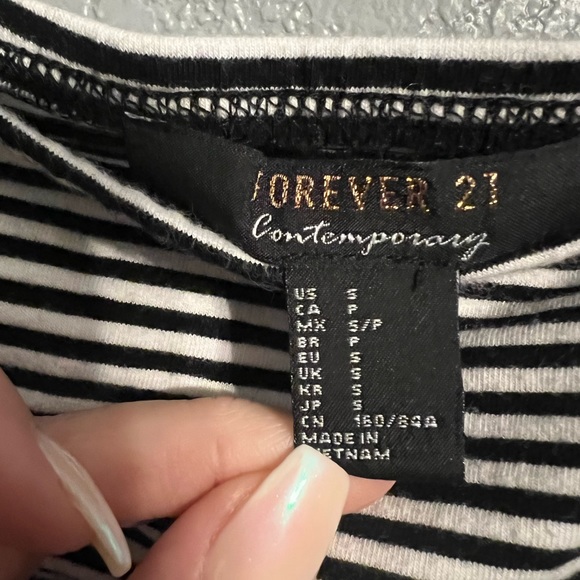 FOREVER 21
Contemporary
US S
CA P
MX S/P
BR P
EU S
UK S
KR S
JP S
CN 160/84A
MADE IN
VIETNAM